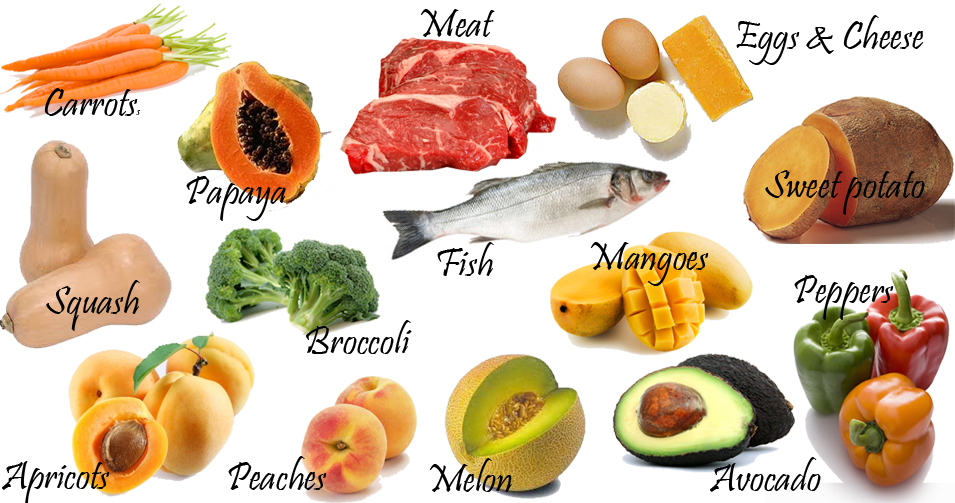 Meat
Eggs & Cheese
Carrots.
Papaya
Sweet potato
Fish
Mangoes
Squash
Peppers
Broccoli
Apricots
Peaches
Melon
Avocado